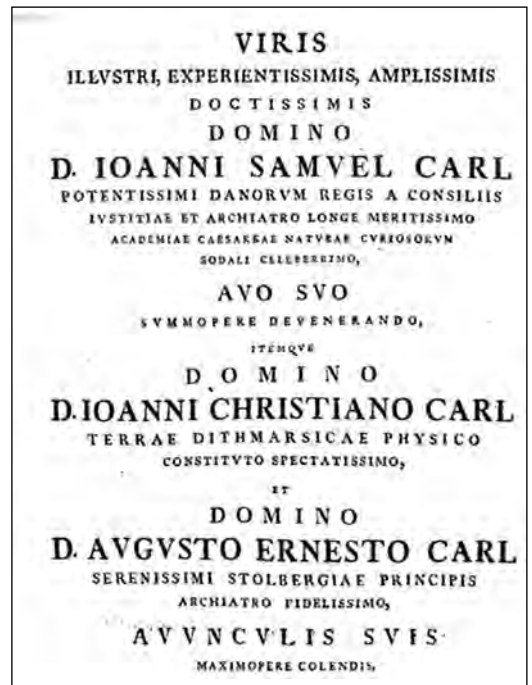 VIRIS
ILLVSTRI, EXPERIENTISSIMIS, AMPLISSIMIS
DOCTISSIMIS
DOMINO
D. IOANNI SAMVEL CARL
POTENTISSIMI DANORVM REGIS A CONSILIIS
IVSTITIAE ET ARCHIATRO LONGE MERITISSIMO
ACADEMIAE CAESAREAE NATVRAE CVRIOSORVM
SODALI CELEBERRIMO,
AVO SVO
SVMMOPERE DEVENERANDO,
ITEMQVE
DOMINO
D. IOANNI CHRISTIANO CARL
TERRAE DITHMARSICAE PHYSICO
CONSTITVTO SPECTATISSIMO,
ET
DOMINO
D. AVGVSTO ERNESTO CARL
SERENISSIMI STOLBERGIAE PRINCIPIS
ARCHIATRO FIDELISSIMO,
AVVNCVLIS SVIS
MAXIMOPERE COLENDIS,